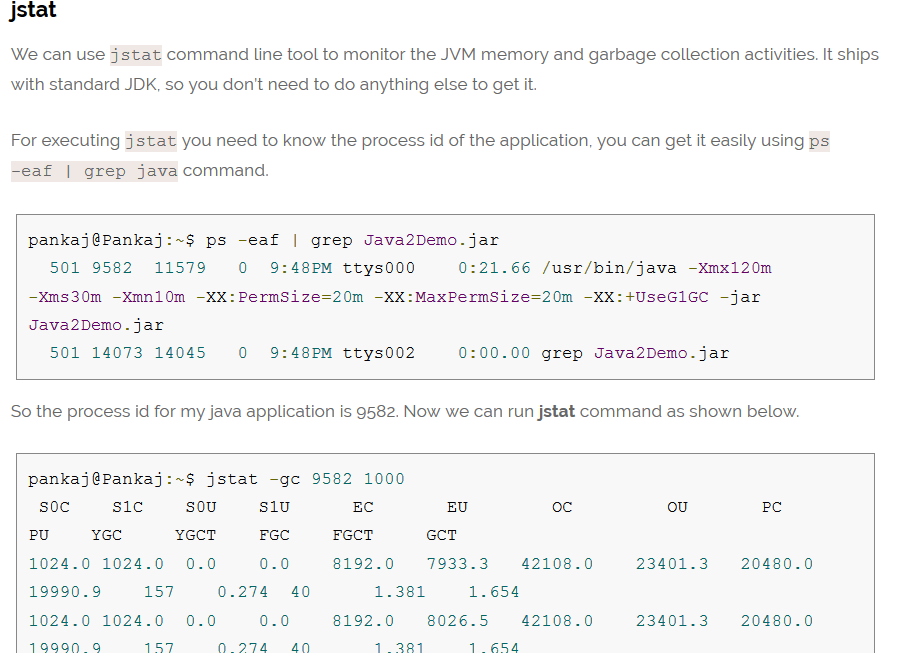 jstat
We can use jstat command line tool to monitor the JVM memory and garbage collection activities. It ships
with standard JDK, so you don't need to do anything else to get it.
For executing jstat you need to know the process id of the application, you can get it easily using ps
-eaf | grep java command.
pankaj@Pankaj:~$ ps -eaf | grep Java2Demo.jar
501 9582 11579 0 9:48PM ttys000 0:21.66 /usr/bin/java -Xmx120m
-Xms30m -Xmn10m -XX:PermSize=20m -XX:MaxPermSize=20m -XX:+UseG1GC -jar
Java2Demo.jar
501 14073 14045 0 9:48PM ttys002 0:00.00 grep Java2Demo.jar
So the process id for my java application is 9582. Now we can run jstat command as shown below.
pankaj@Pankaj:~$ jstat -gc 9582 1000
S0C S1C S0U S1U EC EU OC OU PC
PU YGC YGCT FGC FGCT GCT
1024.0 1024.0 0.0 0.0 8192.0 7933.3 42108.0 23401.3 20480.0
19990.9 157 0.274 40 1.381 1.654
1024.0 1024.0 0.0 0.0 8192.0 8026.5 42108.0 23401.3 20480.0
19990.9 157 0.274 40 1.381 1.654